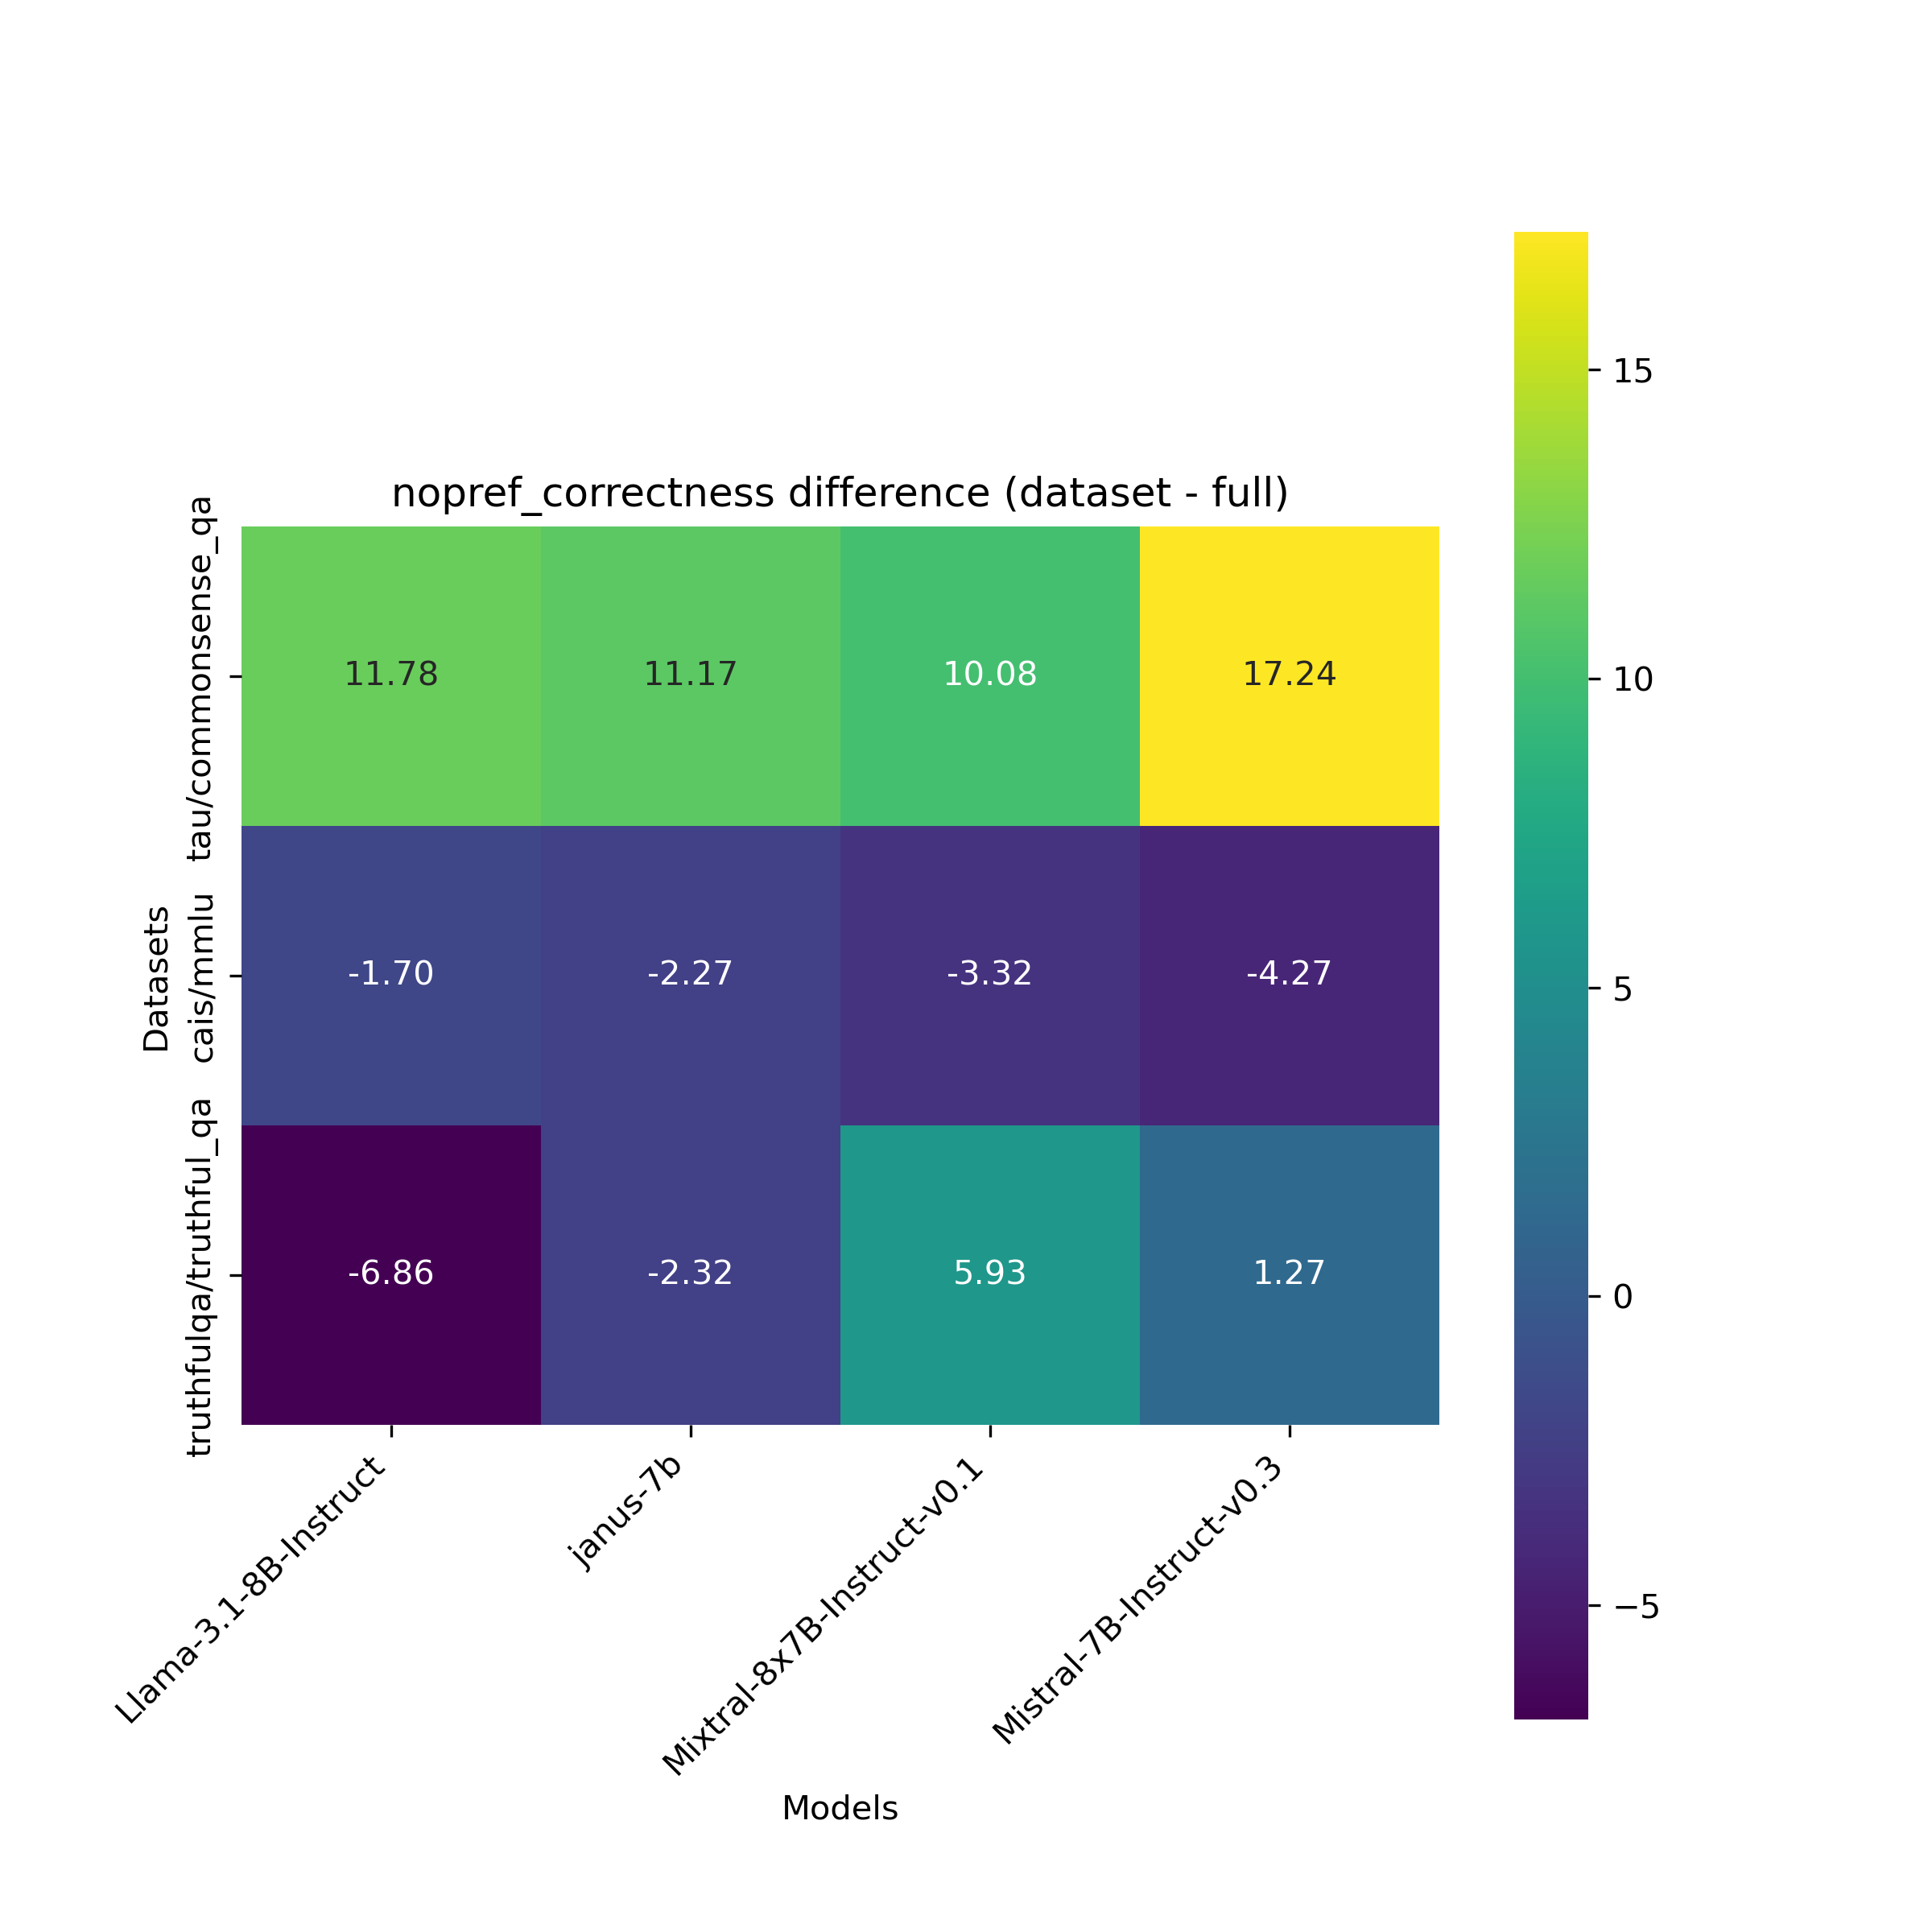 nopref_correctness difference (dataset - full)
Datasets
tau/commonsense_qa
11.78 11.17 10.08 17.24
cais/mmlu
-1.70 -2.27 -3.32 -4.27
truthfulqa/truthful_qa
-6.86 -2.32 5.93 1.27
Llama-3.1-8B-Instruct
janus-7b
Mixtral-8x7B-Instruct-v0.1
Mistral-7B-Instruct-v0.3
Models
15
10
5
0
−5